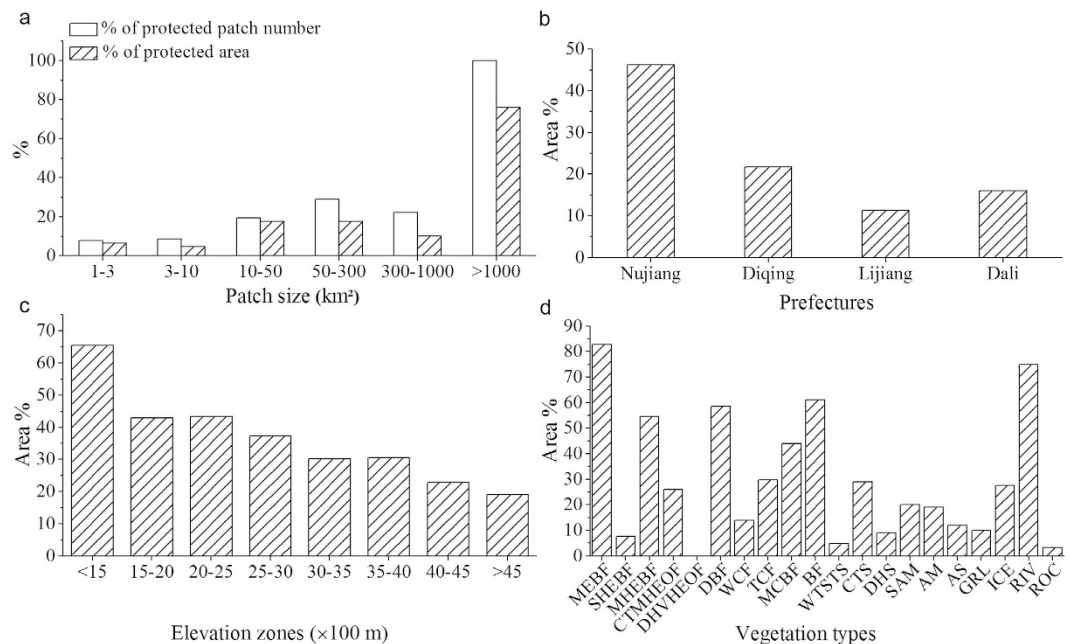 a
% of protected patch number
% of protected area
100
80
60
40
20
0
%
1-3 3-10 10-50 50-300 300-1000 >1000
Patch size (km²)
b
50
40
30
20
10
0
Area %
Nujiang Diqing Lijiang Dali
Prefectures
c
70
60
50
40
30
20
10
0
Area %
<15 15-20 20-25 25-30 30-35 35-40 40-45 >45
Elevation zones (×100 m)
d
90
80
70
60
50
40
30
20
10
0
Area %
MEBF
SHEBF
MHEBF
CTMHEOF
DHVHEOF
DBF
WCF
TCF
MCBF
BF
WTSTS
CTS
DHS
SAM
AM
AS
GRL
ICE
RIV
ROC
Vegetation types